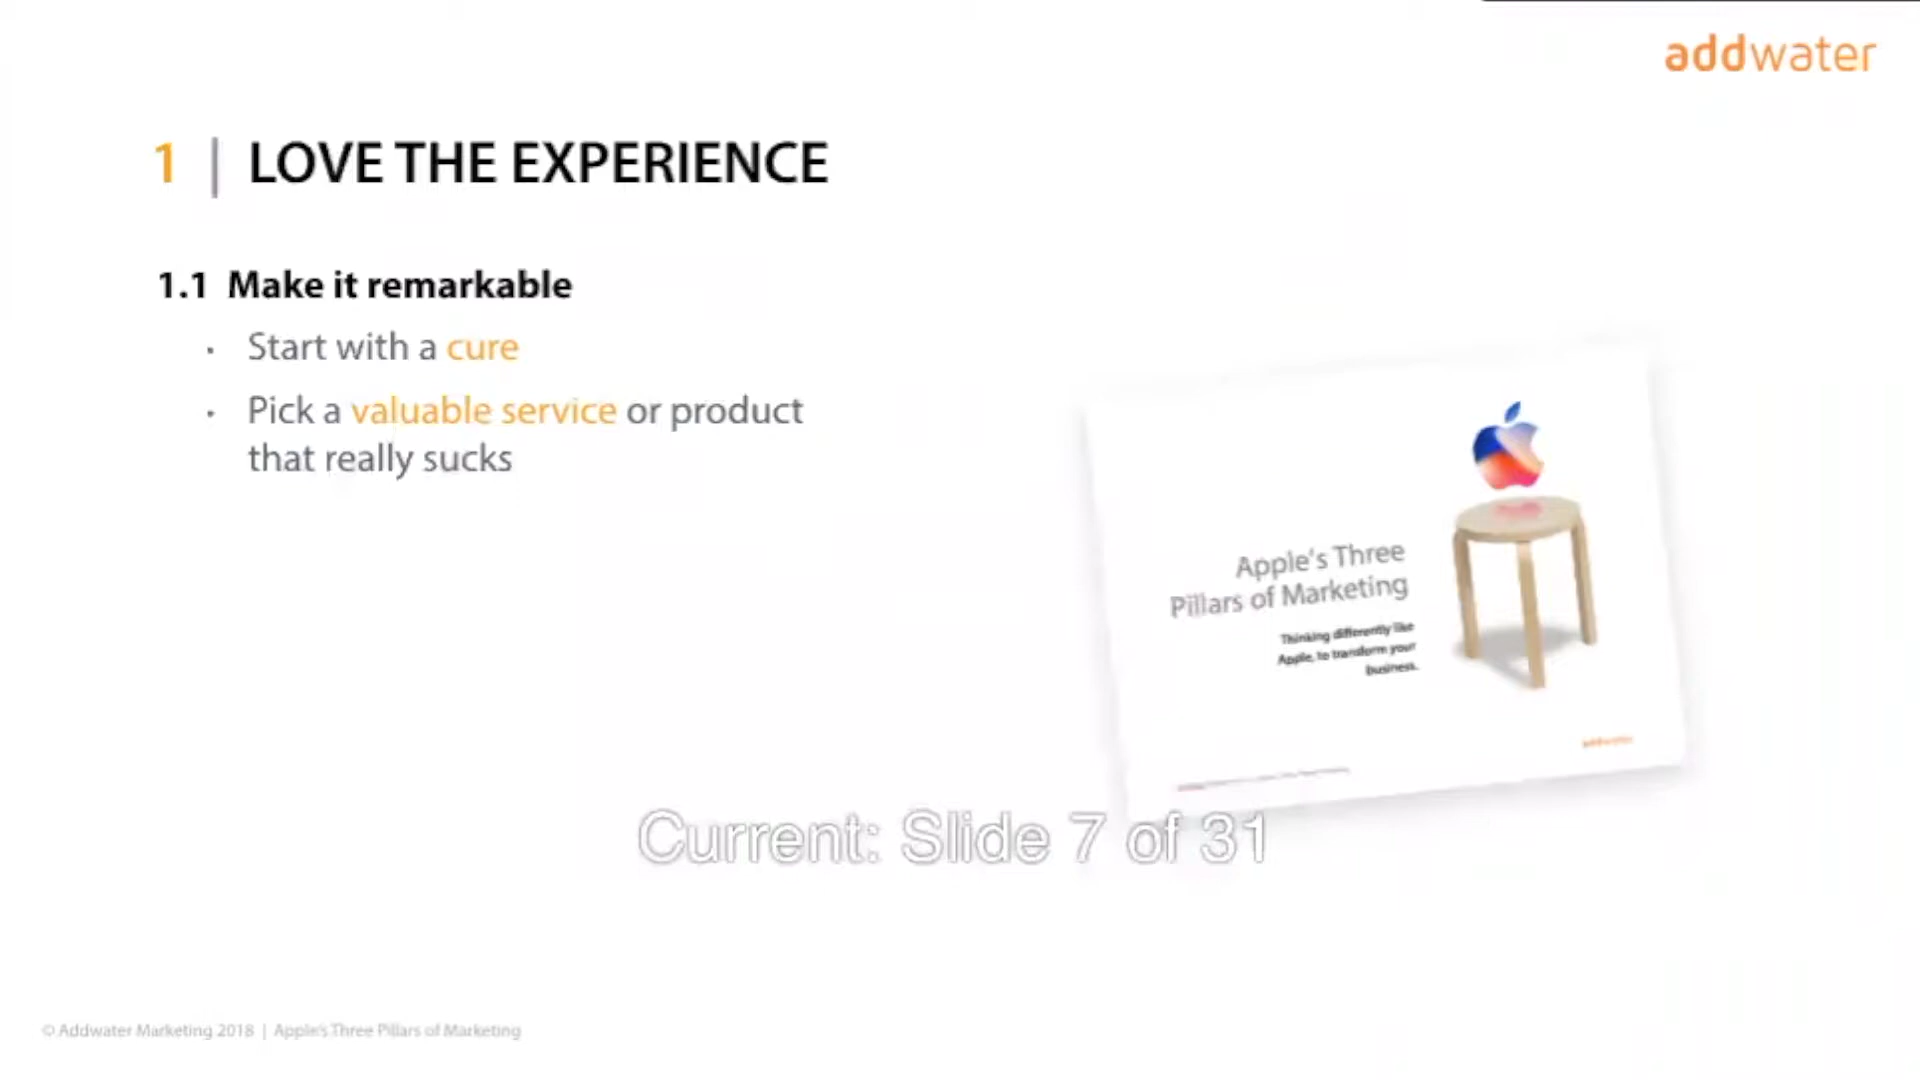 addwater
1 | LOVE THE EXPERIENCE
1.1 Make it remarkable
· Start with a cure
· Pick a valuable service or product
that really sucks
Apple's Three
Pillars of Marketing
Thinking differently like
Apple, to transform your
business.
addwater
Current: Slide 7 of 31
© Addwater Marketing 2018 | Apple's Three Pillars of Marketing